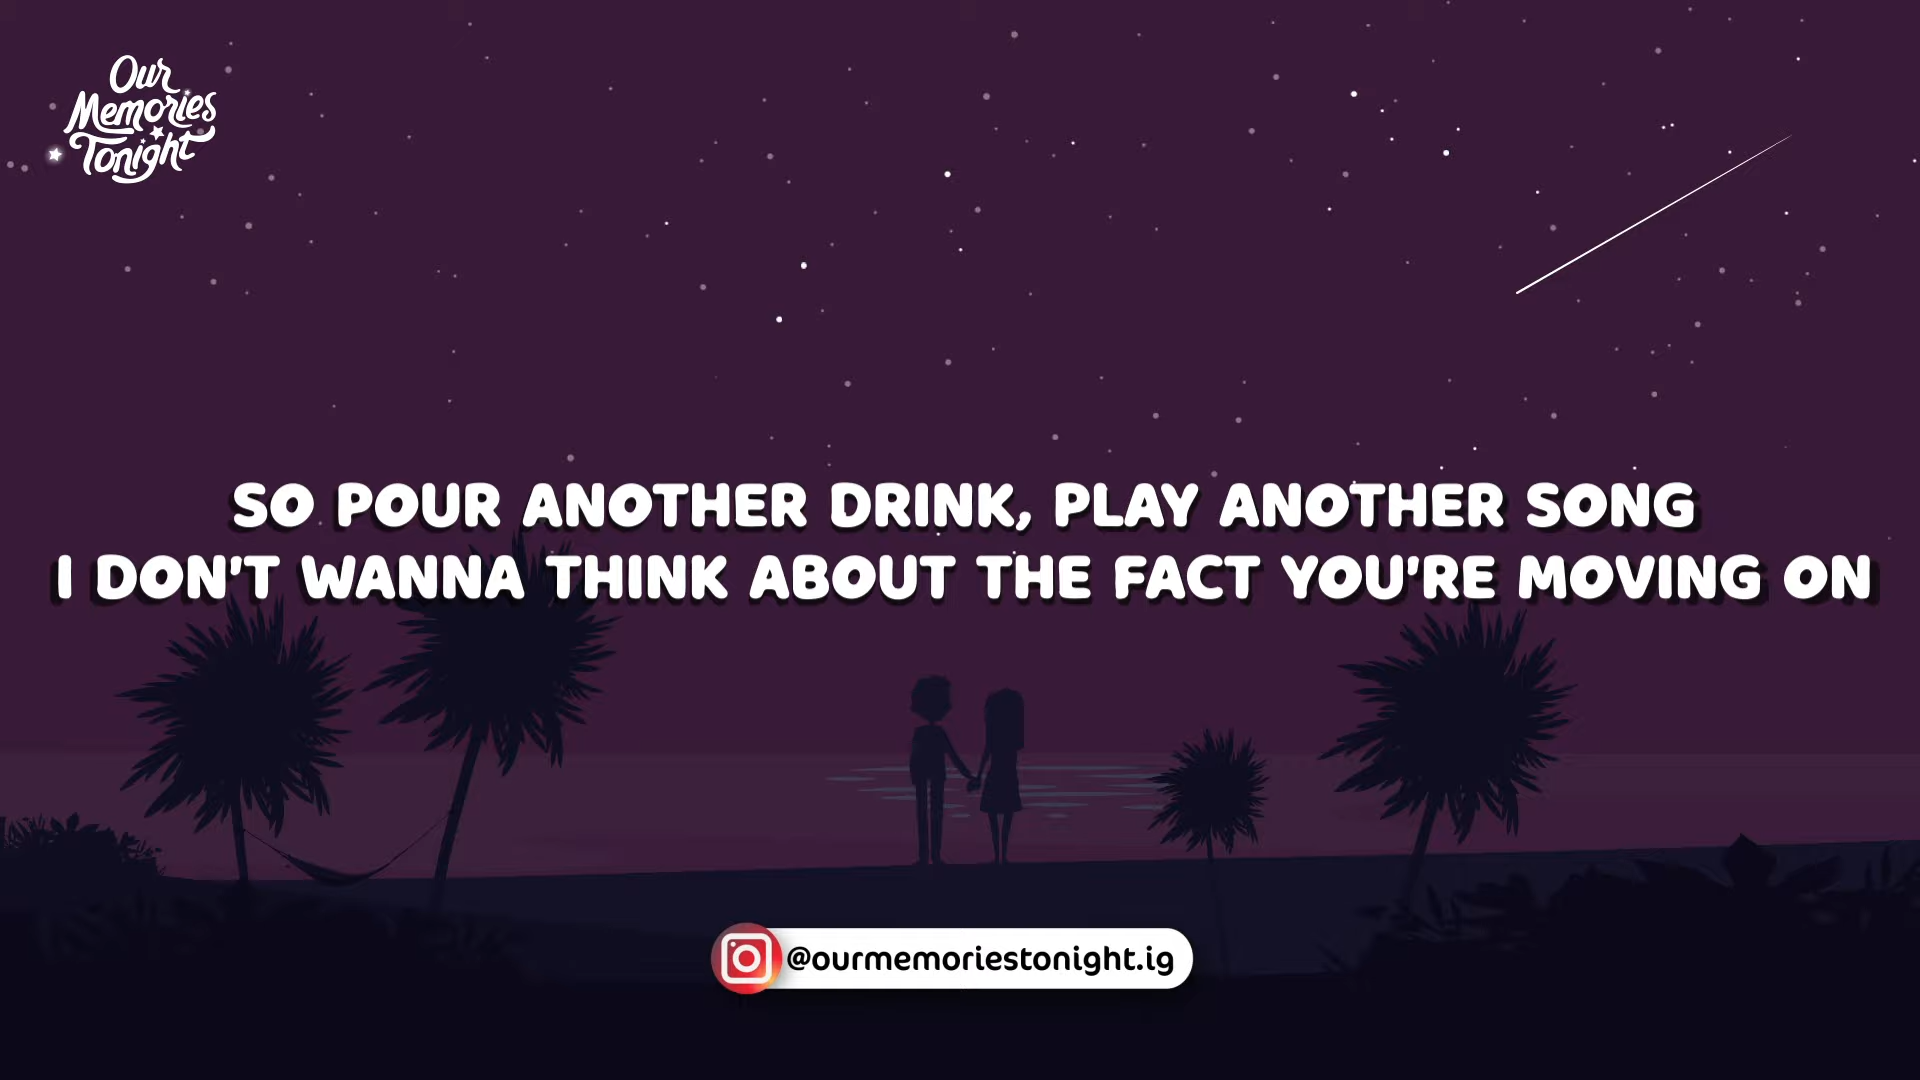 Our
Memories
Tonight
SO POUR ANOTHER DRINK, PLAY ANOTHER SONG
I DON'T WANNA THINK ABOUT THE FACT YOU'RE MOVING ON
@ourmemoriestonight.ig